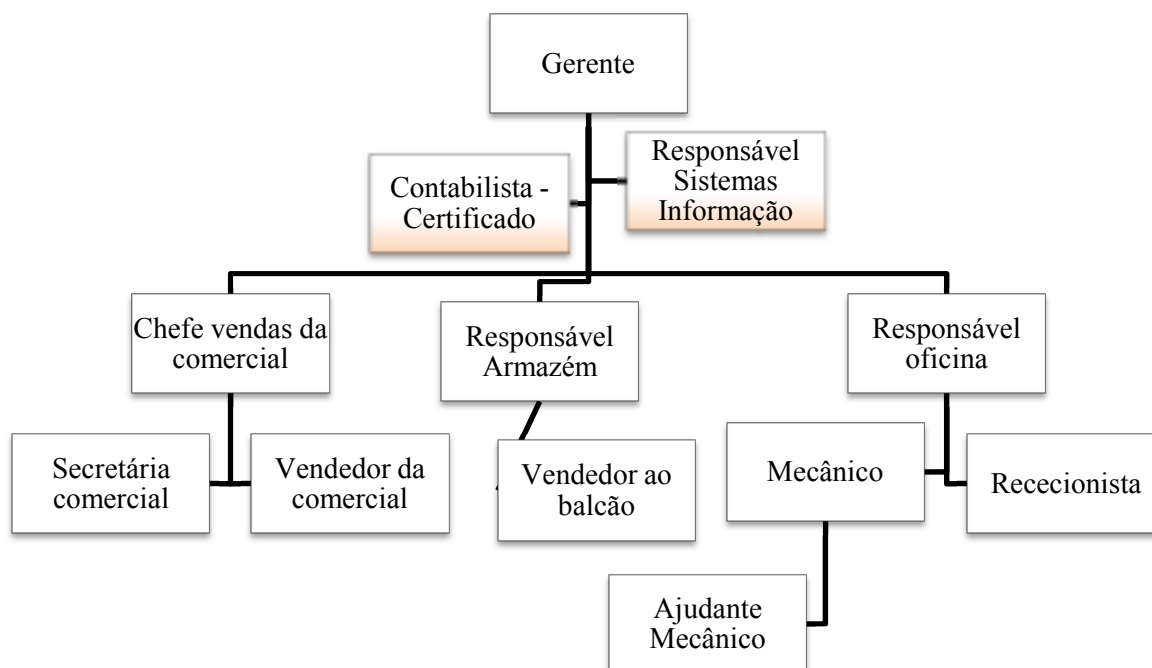 Gerente
Contabilista -
Certificado
Responsável
Sistemas
Informação
Chefe vendas da
comercial
Responsável
Armazém
Responsável
oficina
Secretária
comercial
Vendedor da
comercial
Vendedor ao
balcão
Mecânico
Rececionista
Ajudante
Mecânico